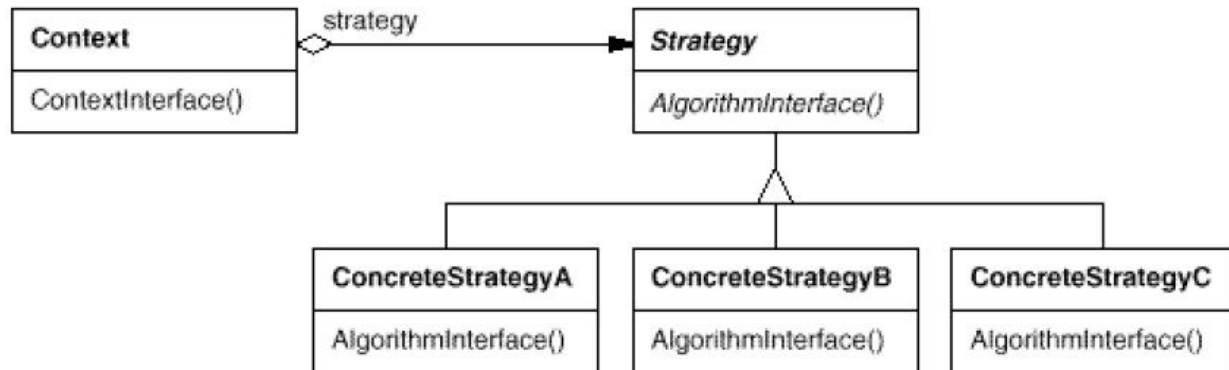 Context
ContextInterface()
strategy
Strategy
AlgorithmInterface()
ConcreteStrategyA
AlgorithmInterface()
ConcreteStrategyB
AlgorithmInterface()
ConcreteStrategyC
AlgorithmInterface()